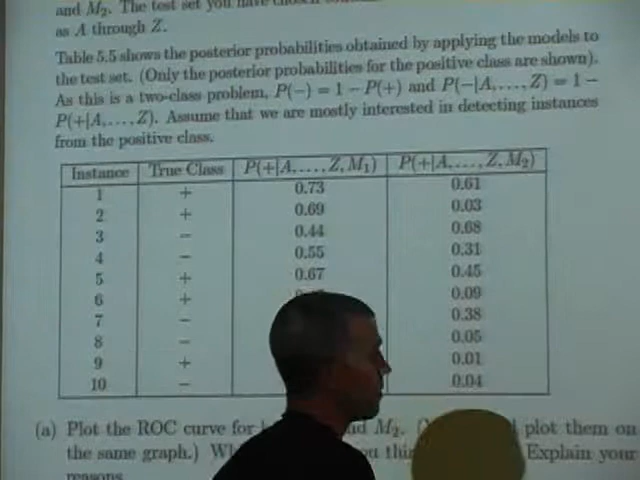 and M₂. The test set you have chosen
as A through Z.
Table 5.5 shows the posterior probabilities obtained by applying the models to
the test set. (Only the posterior probabilities for the positive class are shown).
As this is a two-class problem, P(−) = 1 − P(+) and P(−|A, . . . , Z) = 1 −
P(+|A, . . . , Z). Assume that we are mostly interested in detecting instances
from the positive class.
Instance True Class P(+|A, . . . , Z, M₁) P(+|A, . . . , Z, M₂)
1 + 0.73 0.61
2 + 0.69 0.03
3 − 0.44 0.68
4 − 0.55 0.31
5 + 0.67 0.45
6 + 0.09
7 − 0.38
8 − 0.05
9 + 0.01
10 − 0.04
(a) Plot the ROC curve for M₂. plot them on
the same graph.) Explain your
reasons.